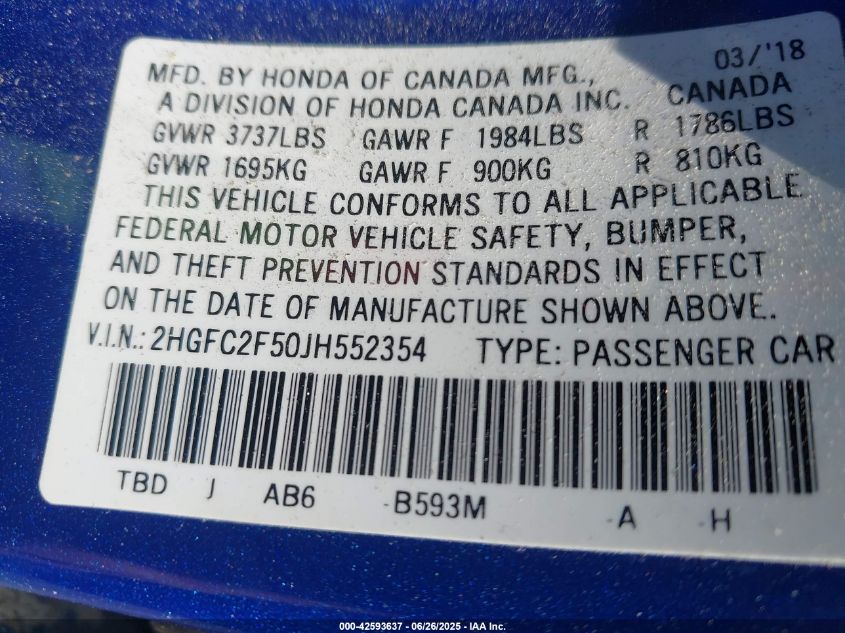 03/'18
MFD. BY HONDA OF CANADA MFG.,
A DIVISION OF HONDA CANADA INC. CANADA
GVWR 3737LBS GAWR F 1984LBS R 1786LBS
GVWR 1695KG GAWR F 900KG R 810KG
THIS VEHICLE CONFORMS TO ALL APPLICABLE
FEDERAL MOTOR VEHICLE SAFETY, BUMPER,
AND THEFT PREVENTION STANDARDS IN EFFECT
ON THE DATE OF MANUFACTURE SHOWN ABOVE.
V.I.N.: 2HGFC2F50JH552354 TYPE: PASSENGER CAR
TBD J AB6 -B593M -A -H
000-42593637 - 06/26/2025 - IAA Inc.